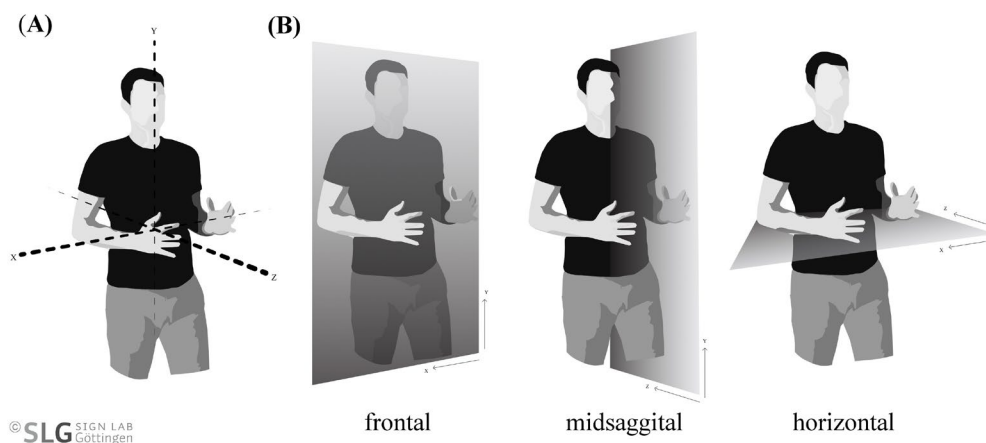 (A)
Y
X
Z
(B)
Y
X
frontal
Y
Z
midsaggital
Z
X
horizontal
© SLG SIGN LAB
Göttingen